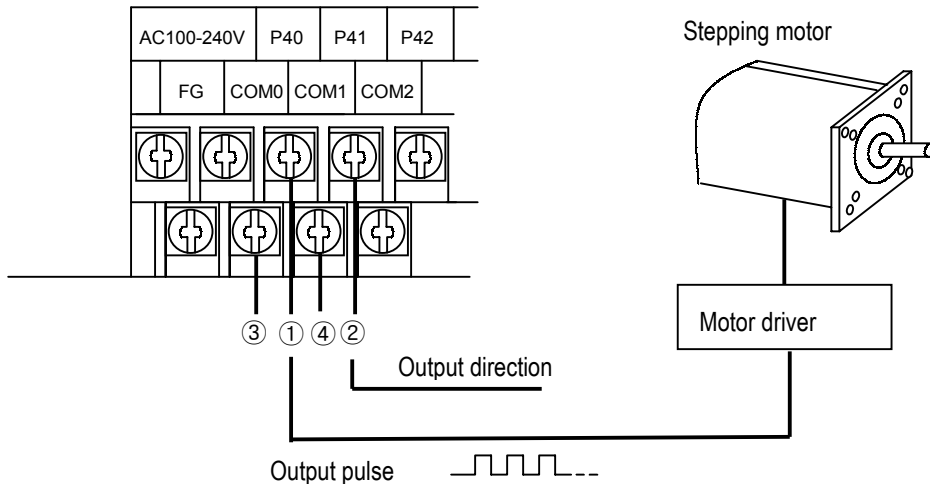 AC100-240V P40 P41 P42
FG COM0 COM1 COM2
Stepping motor
Motor driver
③ ① ④ ②
Output direction
Output pulse